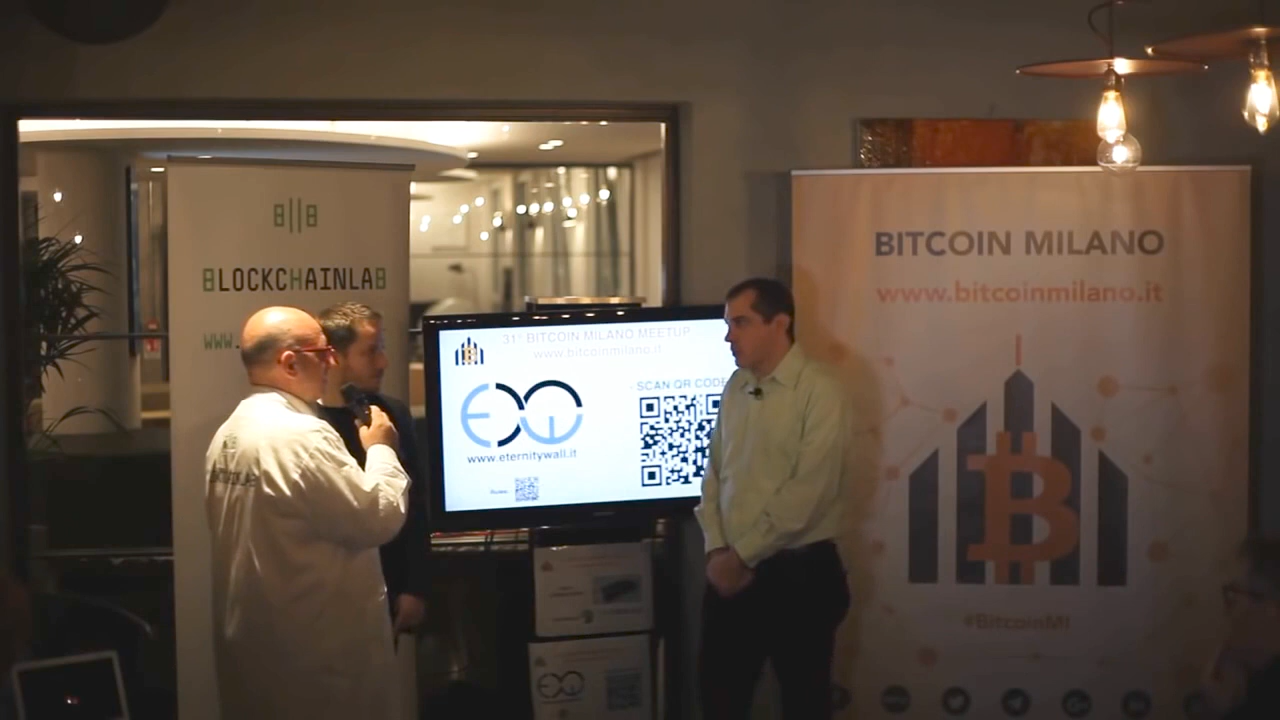 B||B
BLOCKCHAINLAB
www.
31° BITCOIN MILANO MEETUP
www.bitcoinmilano.it
SCAN QR CODE
www.eternitywall.it
BITCOIN MILANO
www.bitcoinmilano.it
#BitcoinMI